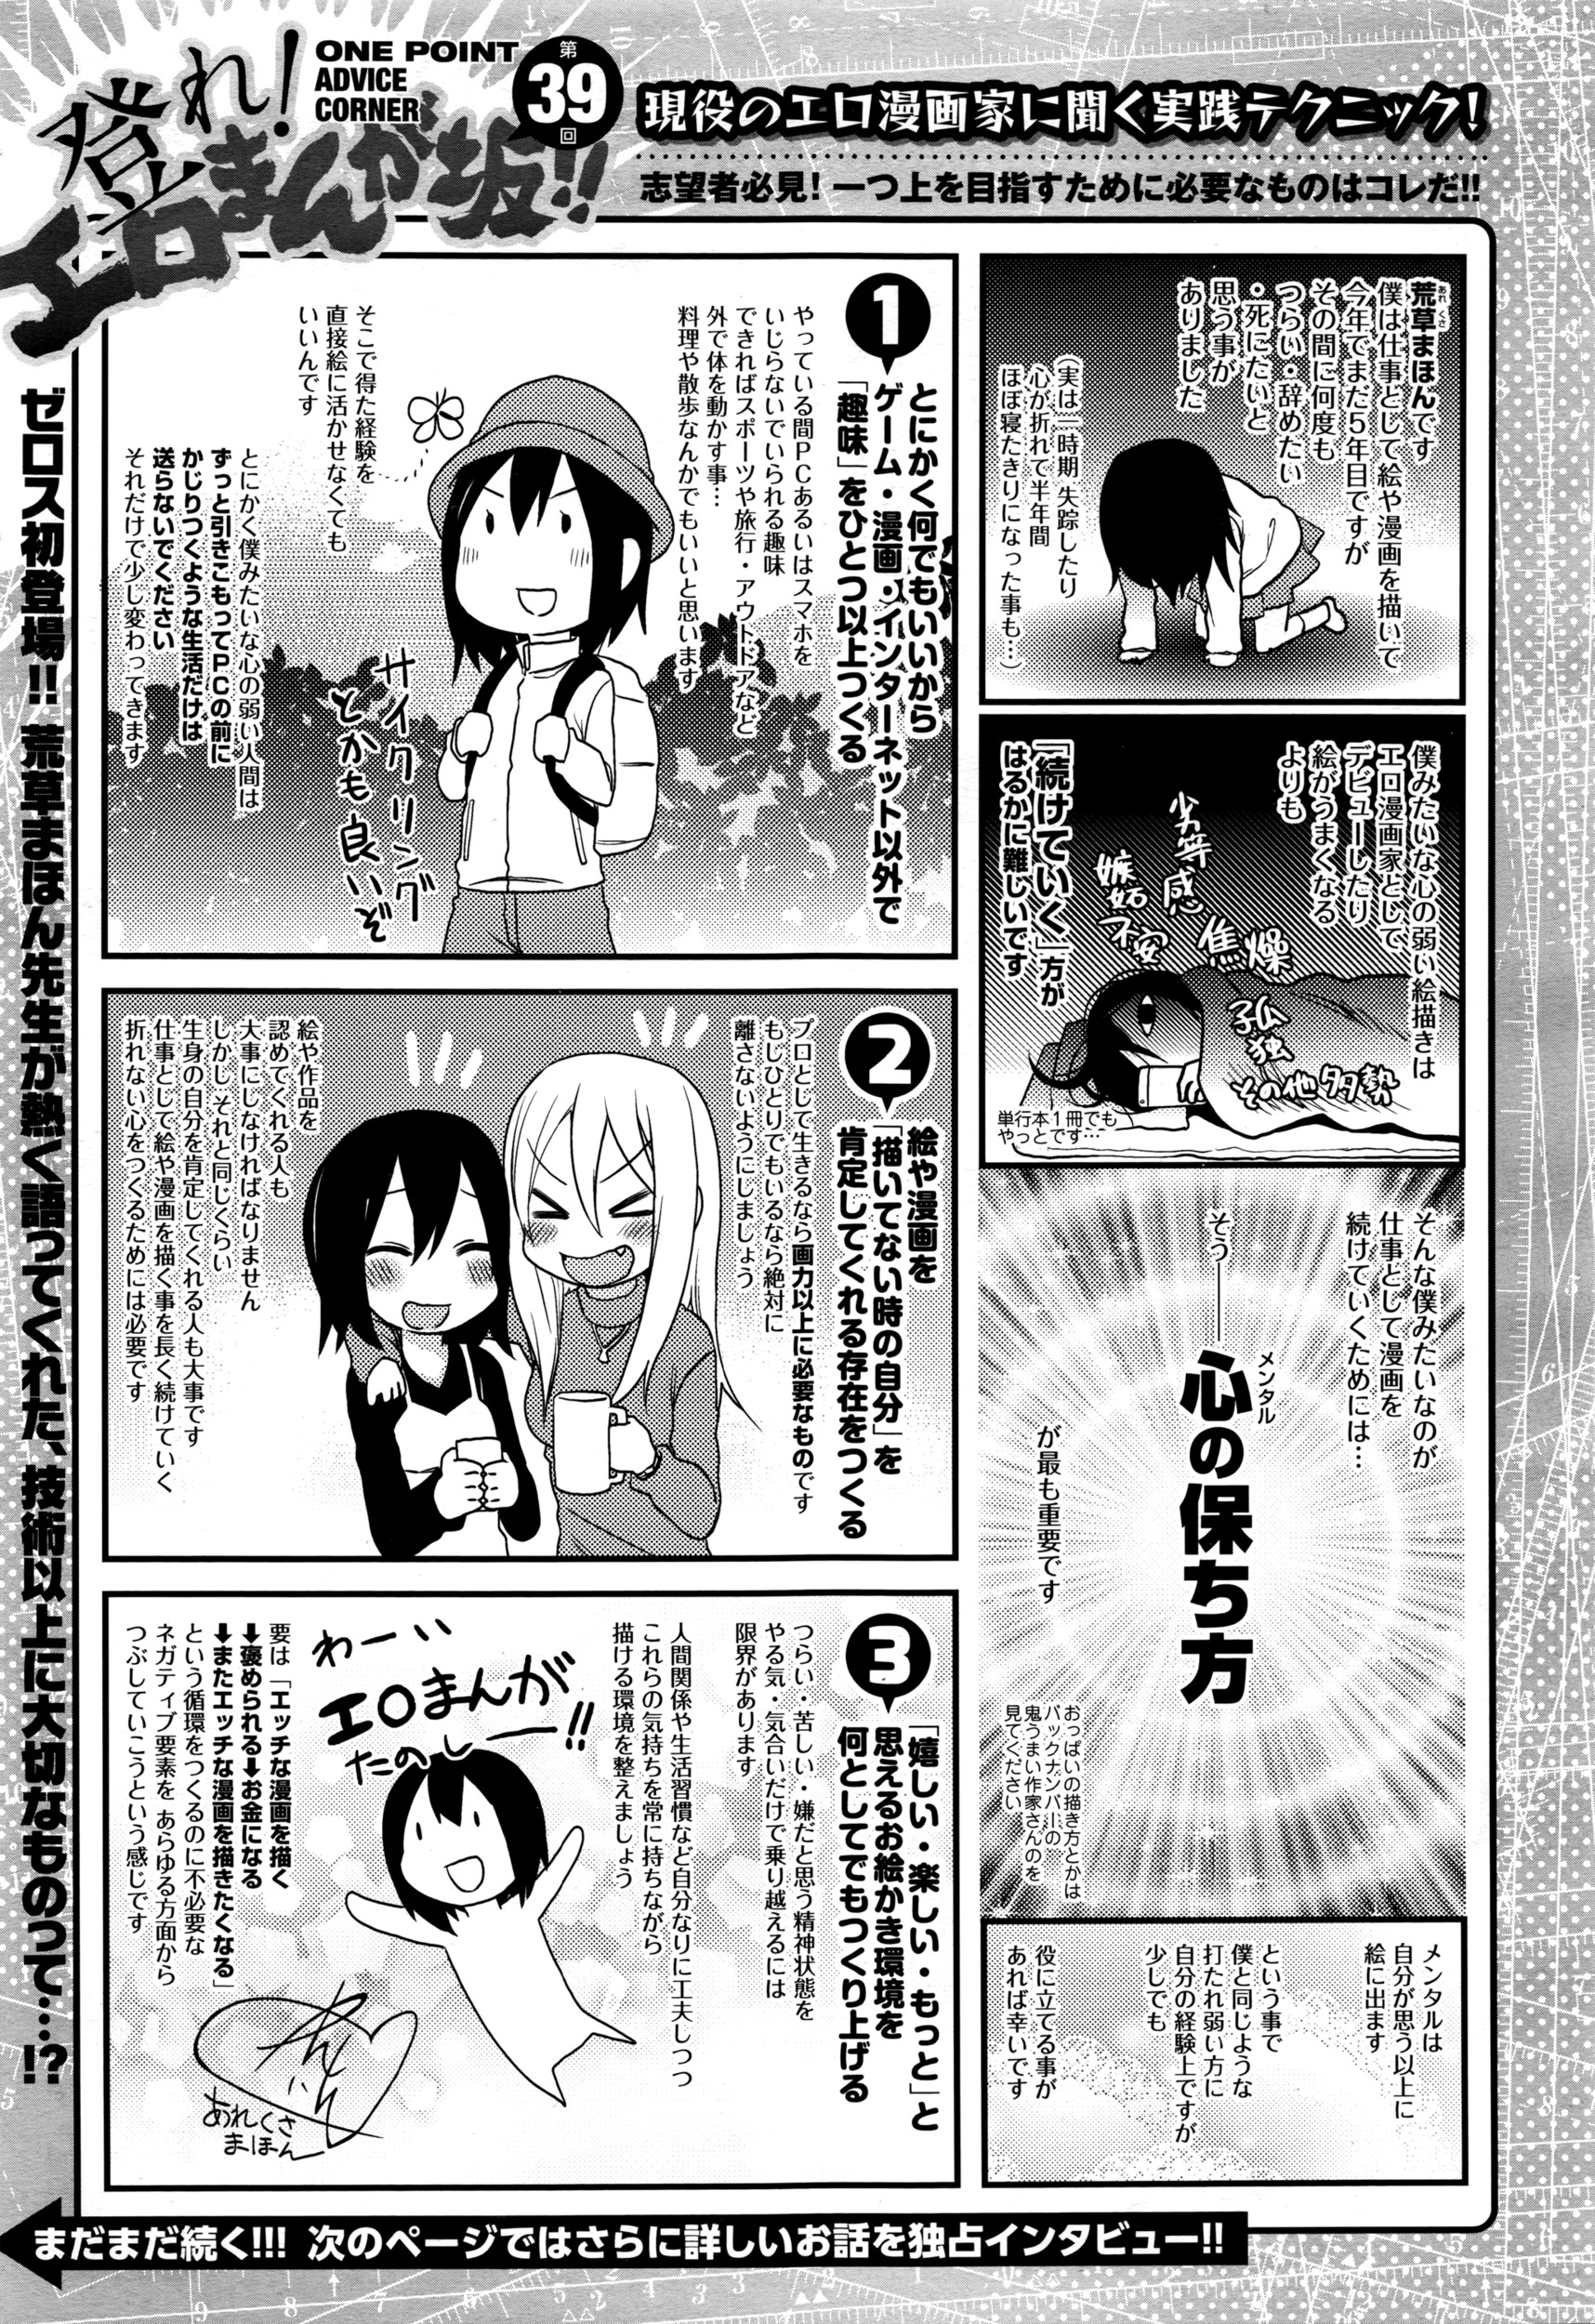 登れ!
エロまんが坂!!
ONE POINT
ADVICE
CORNER
第
39
回
現役のエロ漫画家に聞く実践テクニック!
志望者必見! 一つ上を目指すために必要なものはコレだ!!
ゼロス初登場!! 荒草まほん先生が熱く語ってくれた、技術以上に大切なものって…!?
荒草まほんです
あれくさ
僕は仕事として絵や漫画を描いて
今年でまだ5年目ですが
その間に何度も
つらい・辞めたい
・死にたいと
思う事が
ありました
(実は一時期 失踪したり
心が折れて半年間
ほぼ寝たきりになった事も…)
僕みたいな心の弱い絵描きは
エロ漫画家として
デビューしたり
絵がうまくなる
よりも
「続けていく」方が
はるかに難しいです
劣等感
嫉妬
不安
焦燥
孤独
その他多勢
単行本1冊でも
やっとです…
そんな僕みたいなのが
仕事として漫画を
続けていくためには…
そう――
心の保ち方
メンタル
が最も重要です
おっぱいの描き方とかは
バックナンバーの
鬼うまい作家さんのを
見てください
メンタルは
自分が思う以上に
絵に出ます
という事で
僕と同じような
打たれ弱い方に
自分の経験上ですが
少しでも
役に立てる事が
あれば幸いです
1
とにかく何でもいいから
ゲーム・漫画・インターネット以外で
「趣味」をひとつ以上つくる
やっている間PCあるいはスマホを
いじらないでいられる趣味
できればスポーツや旅行・アウトドアなど
外で体を動かす事…
料理や散歩なんかでもいいと思います
そこで得た経験を
直接絵に活かせなくても
いいんです
とにかく僕みたいな心の弱い人間は
ずっと引きこもってPCの前に
かじりつくような生活だけは
送らないでください
それだけで少し変わってきます
サイクリング
とかも良いぞ
2
絵や漫画を
「描いてない時の自分」を
肯定してくれる存在をつくる
プロとして生きるなら画力以上に必要なものです
もしひとりでもいるなら絶対に
離さないようにしましょう
絵や作品を
認めてくれる人も
大事にしなければなりません
しかし それと同じくらい
生身の自分を肯定してくれる人も大事です
仕事として絵や漫画を描く事を長く続けていく
折れない心をつくるためには必要です
3
「嬉しい・楽しい・もっと」と
思えるお絵かき環境を
何としてでもつくり上げる
つらい・苦しい・嫌だと思う精神状態を
やる気・気合いだけで乗り越えるには
限界があります
人間関係や生活習慣など自分なりに工夫しつつ
これらの気持ちを常に持ちながら
描ける環境を整えましょう
わーい
エロまんが
たのしーー!!
要は「エッチな漫画を描く
↓褒められる↓お金になる
↓またエッチな漫画を描きたくなる」
という循環をつくるのに不必要な
ネガティブ要素を あらゆる方面から
つぶしていこうという感じです
あれくさ
まほん
まだまだ続く!!! 次のページではさらに詳しいお話を独占インタビュー!!